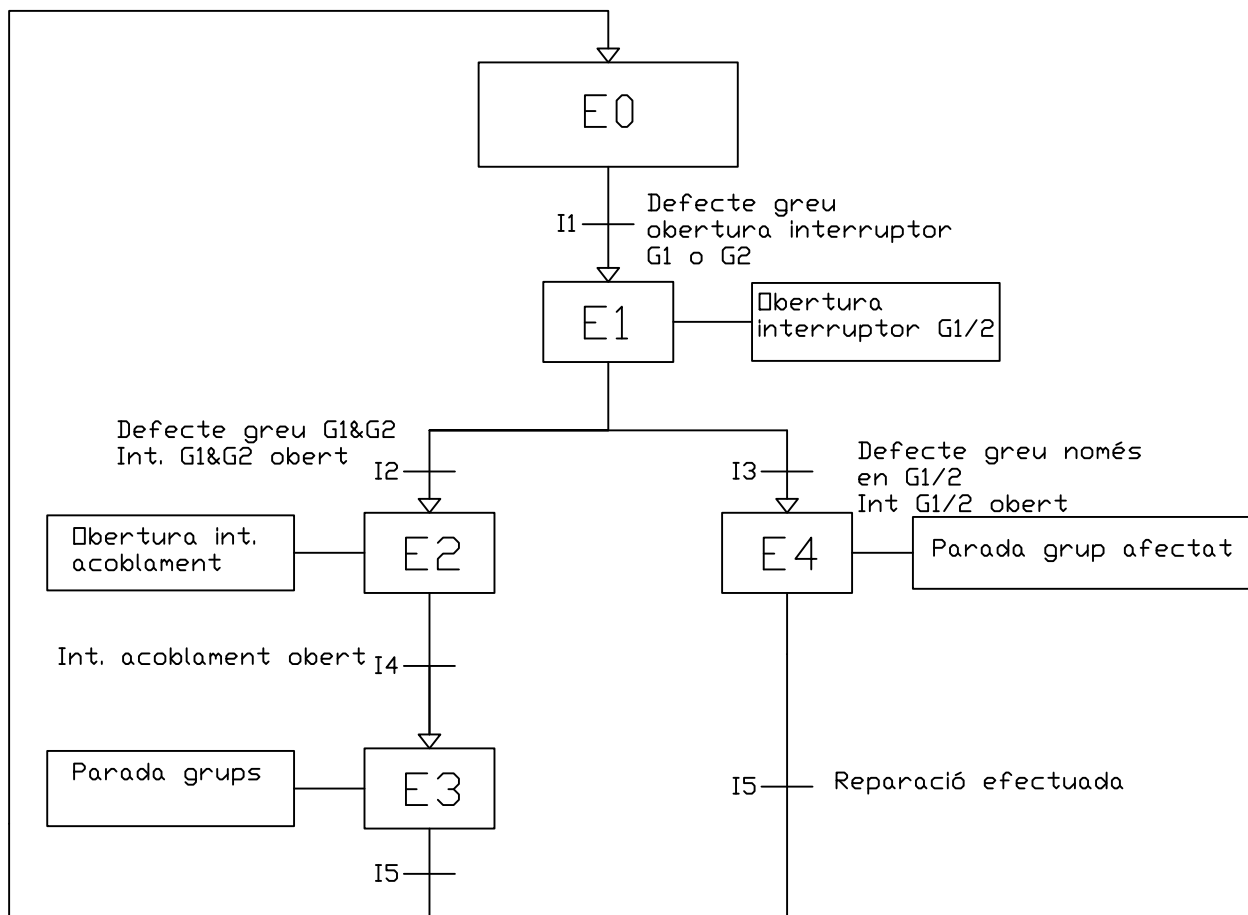 E0
I1
Defecte greu
obertura interruptor
G1 o G2
E1
Obertura
interruptor G1/2
Defecte greu G1&G2
Int. G1&G2 obert
I2
I3
Defecte greu només
en G1/2
Int G1/2 obert
Obertura int.
acoblament
E2
E4
Parada grup afectat
Int. acoblament obert
I4
Parada grups
E3
I5
Reparació efectuada
I5